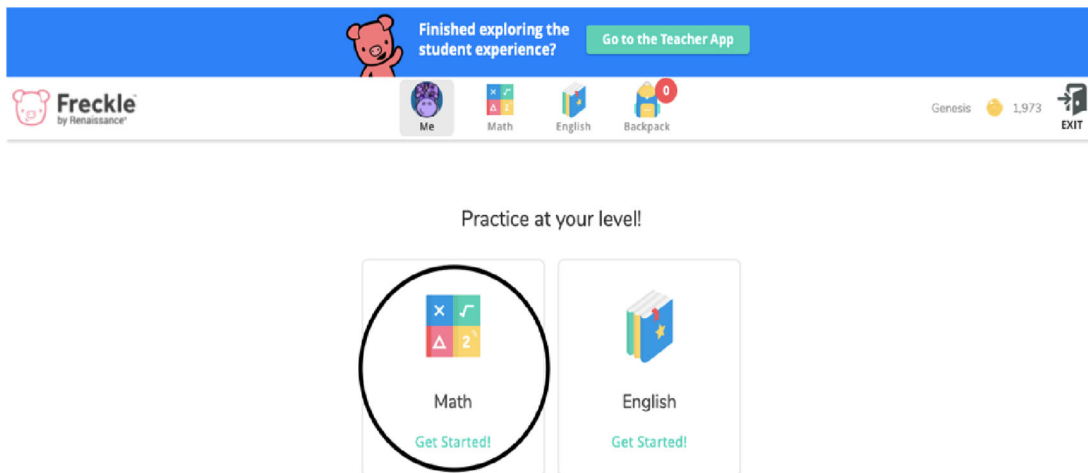 Finished exploring the
student experience?
Go to the Teacher App
Freckle
by Renaissance
Me
Math
English
Backpack
0
Genesis
1,973
EXIT
Practice at your level!
Math
Get Started!
English
Get Started!